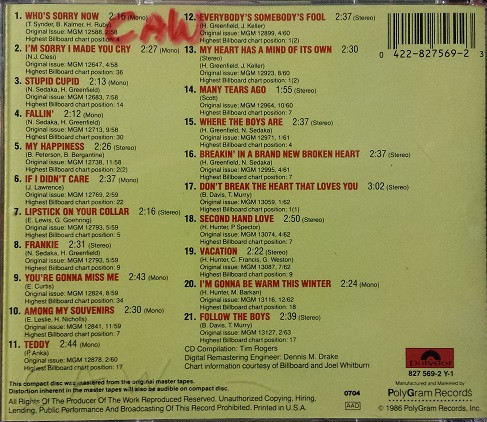 CAW
0 422-827569-2 3
1. WHO'S SORRY NOW 2:16 (Mono)
(T. Synder, B. Kalmer, H. Ruby)
Original issue: MGM 12588, 
Highest Billboard chart position: 
2. I'M SORRY I MADE YOU CRY 2:27 (Mono)
(N.J. Clesi)
Original issue: MGM 12647, 4/58
Highest Billboard chart position: 36
3. STUPID CUPID 2:13 (Mono)
(N. Sedaka, H. Greenfield)
Original issue: MGM 12683, 7/58
Highest Billboard chart position: 14
4. FALLIN' 2:12 (Mono)
(N. Sedaka, H. Greenfield)
Original issue: MGM 12713, 9/58
Highest Billboard chart position: 30
5. MY HAPPINESS 2:26 (Stereo)
(B. Peterson, B. Bergantine)
Original issue: MGM 12738, 11/58
Highest Billboard chart position: 2(2)
6. IF I DIDN'T CARE 2:37 (Mono)
(J. Lawrence)
Original issue: MGM 12769, 2/59
Highest Billboard chart position: 22
7. LIPSTICK ON YOUR COLLAR 2:16 (Stereo)
(E. Lewis, G. Goehring)
Original issue: MGM 12793, 5/59
Highest Billboard chart position: 5
8. FRANKIE 2:31 (Stereo)
(N. Sedaka, H. Greenfield)
Original issue: MGM 12793, 5/59
Highest Billboard chart position: 9
9. YOU'RE GONNA MISS ME 2:43 (Mono)
(E. Curtis)
Original issue: MGM 12824, 8/59
Highest Billboard chart position: 34
10. AMONG MY SOUVENIRS 2:30 (Mono)
(E. Leslie, H. Nicholls)
Original issue: MGM 12841, 11/59
Highest Billboard chart position: 7
11. TEDDY 2:44 (Mono)
(P. Anka)
Original issue: MGM 12878, 2/60
Highest Billboard chart position: 17
12. EVERYBODY'S SOMEBODY'S FOOL 2:37 (Stereo)
(H. Greenfield, J. Keller)
Original issue: MGM 12899, 4/60
Highest Billboard chart position: 1(2)
13. MY HEART HAS A MIND OF ITS OWN 2:30
(Stereo)
(H. Greenfield, J. Keller)
Original issue: MGM 12923, 8/60
Highest Billboard chart position: 1(2)
14. MANY TEARS AGO 1:55 (Stereo)
(Scott)
Original issue: MGM 12964, 10/60
Highest Billboard chart position: 7
15. WHERE THE BOYS ARE 2:37 (Stereo)
(H. Greenfield, N. Sedaka)
Original issue: MGM 12971, 1/61
Highest Billboard chart position: 4
16. BREAKIN' IN A BRAND NEW BROKEN HEART 2:37 (Stereo)
(H. Greenfield, N. Sedaka)
Original issue: MGM 12995, 4/61
Highest Billboard chart position: 7
17. DON'T BREAK THE HEART THAT LOVES YOU 3:02 (Stereo)
(B. Davis, T. Murry)
Original issue: MGM 13059, 1/62
Highest Billboard chart position: 1(1)
18. SECOND HAND LOVE 2:50 (Stereo)
(H. Hunter, P. Spector)
Original issue: MGM 13074, 4/62
Highest Billboard chart position: 7
19. VACATION 2:22 (Stereo)
(H. Hunter, C. Francis, G. Weston)
Original issue: MGM 13087, 7/62
Highest Billboard chart position: 9
20. I'M GONNA BE WARM THIS WINTER 2:24 (Mono)
(H. Hunter, M. Barkan)
Original issue: MGM 13116, 12/62
Highest Billboard chart position: 18
21. FOLLOW THE BOYS 2:39 (Stereo)
(B. Davis, T. Murry)
Original issue: MGM 13127, 2/63
Highest Billboard chart position: 17
CD Compilation: Tim Rogers
Digital Remastering Engineer: Dennis M. Drake
Chart information courtesy of Billboard and Joel Whitburn
This compact disc was mastered from the original master tapes.
Distortion inherent in the master tapes will also be audible on compact disc.
All Rights Of The Producer Of The Work Reproduced Reserved. Unauthorized Copying, Hiring,
Lending, Public Performance And Broadcasting Of This Record Prohibited. Printed in U.S.A.
0704
AAD
Polydor
827 569-2 Y-1
Manufactured and Marketed by
PolyGram Records
© 1986 PolyGram Records, Inc.